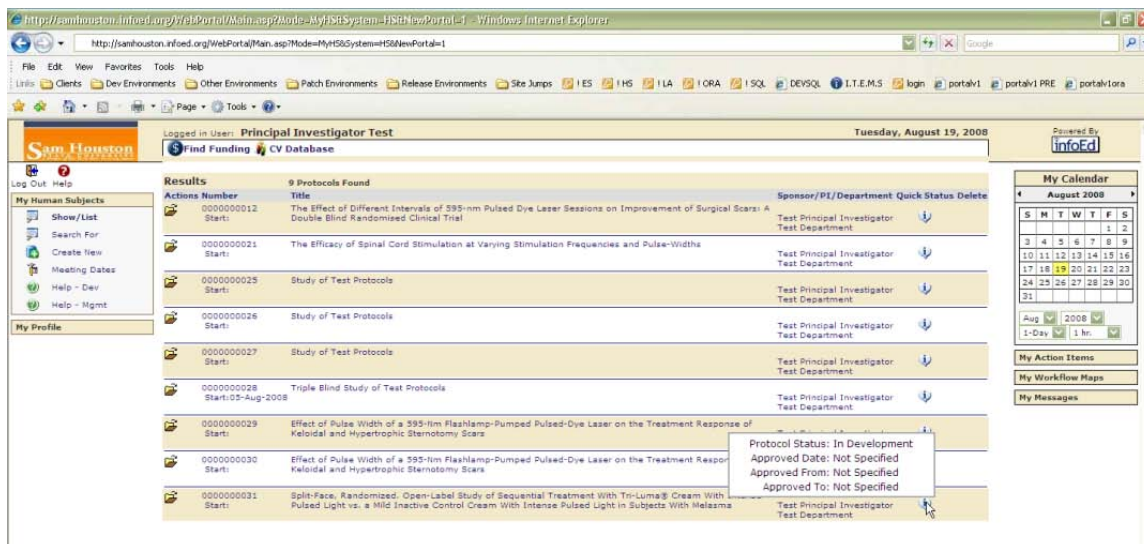 http://samhouston.infoed.org/WebPortal/Main.asp?Mode=MyHS&System=HS&NewPortal=1 - Windows Internet Explorer
http://samhouston.infoed.org/WebPortal/Main.asp?Mode=MyHS&System=HS&NewPortal=1
Google
File Edit View Favorites Tools Help
Links Clients Dev Environments Other Environments Patch Environments Release Environments Site Jumps ! ES ! HS ! LA ! ORA ! SQL DEVSQL I.T.E.M.S login portalv1 portalv1 PRE portalv1ora
Page Tools
Sam Houston
Logged in User: Principal Investigator Test Tuesday, August 19, 2008
Find Funding CV Database
Powered By
infoEd
Log Out Help
My Human Subjects
Show/List
Search For
Create New
Meeting Dates
Help - Dev
Help - Mgmt
My Profile
Results 9 Protocols Found
Actions Number Title Sponsor/PI/Department Quick Status Delete
0000000012 The Effect of Different Intervals of 595-nm Pulsed Dye Laser Sessions on Improvement of Surgical Scars: A
Start: Double Blind Randomised Clinical Trial Test Principal Investigator
Test Department
0000000021 The Efficacy of Spinal Cord Stimulation at Varying Stimulation Frequencies and Pulse-Widths
Start: Test Principal Investigator
Test Department
0000000025 Study of Test Protocols
Start: Test Principal Investigator
Test Department
0000000026 Study of Test Protocols
Start: Test Principal Investigator
Test Department
0000000027 Study of Test Protocols
Start: Test Principal Investigator
Test Department
0000000028 Triple Blind Study of Test Protocols
Start:05-Aug-2008 Test Principal Investigator
Test Department
0000000029 Effect of Pulse Width of a 595-Nm Flashlamp-Pumped Pulsed-Dye Laser on the Treatment Response of
Start: Keloidal and Hypertrophic Sternotomy Scars
0000000030 Effect of Pulse Width of a 595-Nm Flashlamp-Pumped Pulsed-Dye Laser on the Treatment
Start: Keloidal and Hypertrophic Sternotomy Scars
0000000031 Split-Face, Randomized, Open-Label Study of Sequential Treatment With Tri-Luma® Cream With
Start: Pulsed Light vs. a Mild Inactive Control Cream With Intense Pulsed Light in Subjects With Melasma Test Principal Investigator
Test Department
Protocol Status: In Development
Approved Date: Not Specified
Approved From: Not Specified
Approved To: Not Specified
My Calendar
August 2008
S M T W T F S
1 2
3 4 5 6 7 8 9
10 11 12 13 14 15 16
17 18 19 20 21 22 23
24 25 26 27 28 29 30
31
Aug 2008
1-Day 1 hr.
My Action Items
My Workflow Maps
My Messages